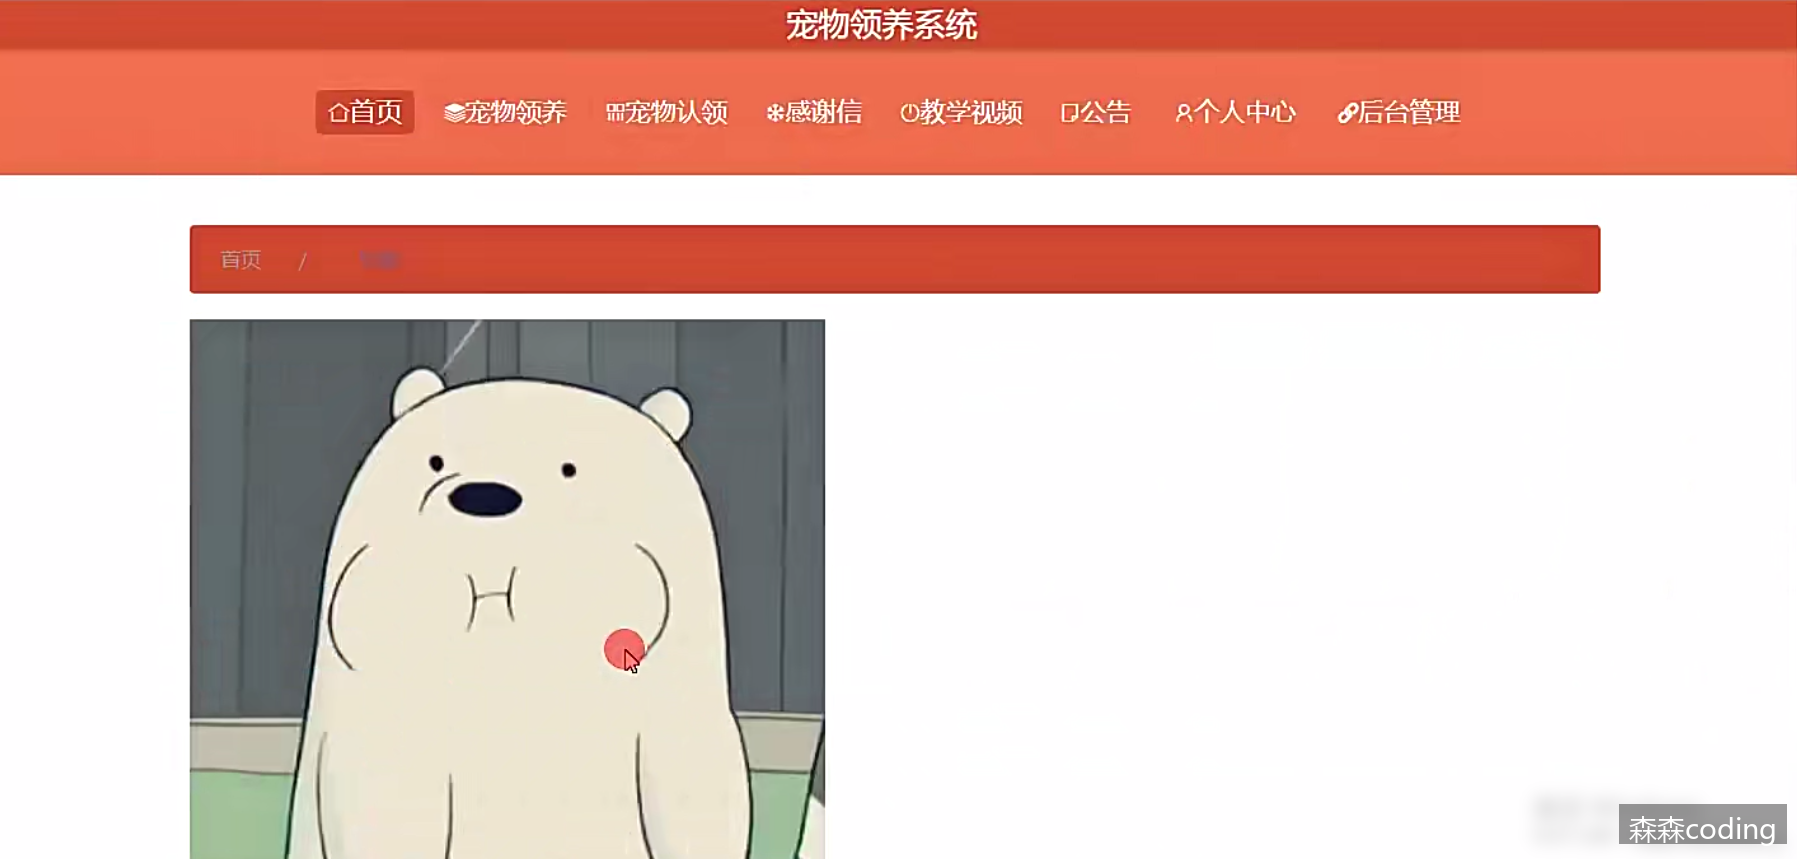 宠物领养系统
首页 宠物领养 宠物认领 感谢信 教学视频 公告 个人中心 后台管理
首页 /
森森coding